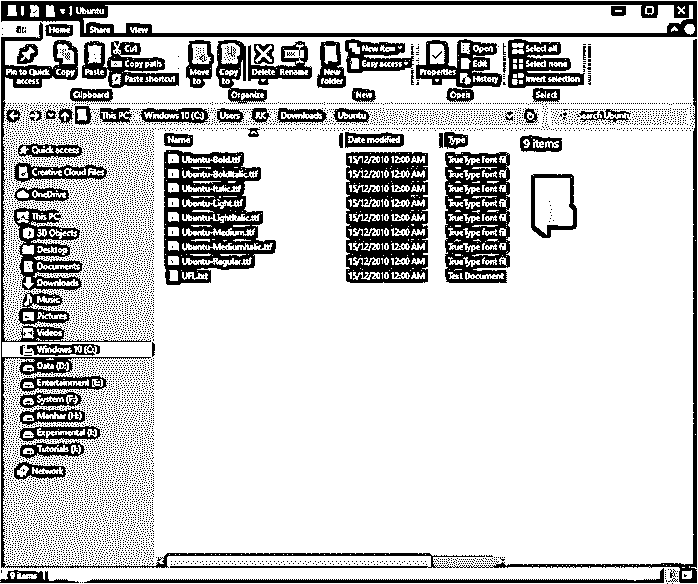 Ubuntu
File Home Share View
Pin to Quick access
Copy
Paste
Cut
Copy path
Paste shortcut
Clipboard
Move to
Copy to
Delete
Rename
Organize
New folder
New item
Easy access
New
Properties
Open
Edit
History
Open
Select all
Select none
Invert selection
Select
This PC Windows 10 (C:) Users RK Downloads Ubuntu
Search Ubuntu
Quick access
Creative Cloud Files
OneDrive
This PC
3D Objects
Desktop
Documents
Downloads
Music
Pictures
Videos
Windows 10 (C:)
Data (D:)
Entertainment (E:)
System (F:)
Manhar (H:)
Experimental (I:)
Tutorials (J:)
Network
Name Date modified Type
Ubuntu-Bold.ttf 15/12/2010 12:00 AM TrueType font fil
Ubuntu-BoldItalic.ttf 15/12/2010 12:00 AM TrueType font fil
Ubuntu-Italic.ttf 15/12/2010 12:00 AM TrueType font fil
Ubuntu-Light.ttf 15/12/2010 12:00 AM TrueType font fil
Ubuntu-LightItalic.ttf 15/12/2010 12:00 AM TrueType font fil
Ubuntu-Medium.ttf 15/12/2010 12:00 AM TrueType font fil
Ubuntu-MediumItalic.ttf 15/12/2010 12:00 AM TrueType font fil
Ubuntu-Regular.ttf 15/12/2010 12:00 AM TrueType font fil
UFL.txt 15/12/2010 12:00 AM Text Document
9 items
9 items